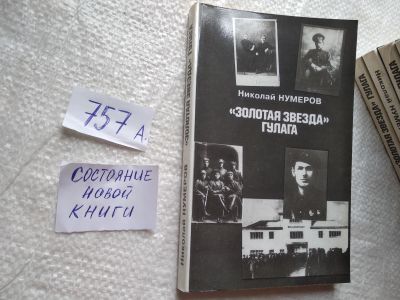 757 А.
СОСТОЯНИЕ
НОВОЙ
КНИГИ
Николай НУМЕРОВ
«ЗОЛОТАЯ ЗВЕЗДА»
ГУЛАГА
Николай НУМЕРОВ «ЗОЛОТАЯ ЗВЕЗДА» ГУЛАГА